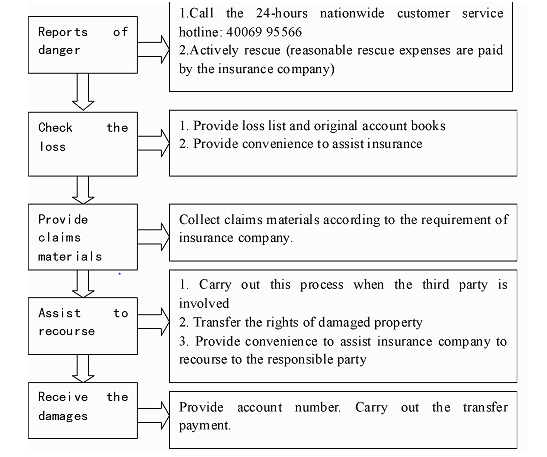 Reports of
danger
1.Call the 24-hours nationwide customer service
hotline: 40069 95566
2.Actively rescue (reasonable rescue expenses are paid
by the insurance company)
Check the
loss
1. Provide loss list and original account books
2. Provide convenience to assist insurance
Provide
claims
materials
Collect claims materials according to the requirement of
insurance company.
Assist to
recourse
1. Carry out this process when the third party is
involved
2. Transfer the rights of damaged property
3. Provide convenience to assist insurance company to
recourse to the responsible party
Receive the
damages
Provide account number. Carry out the transfer
payment.